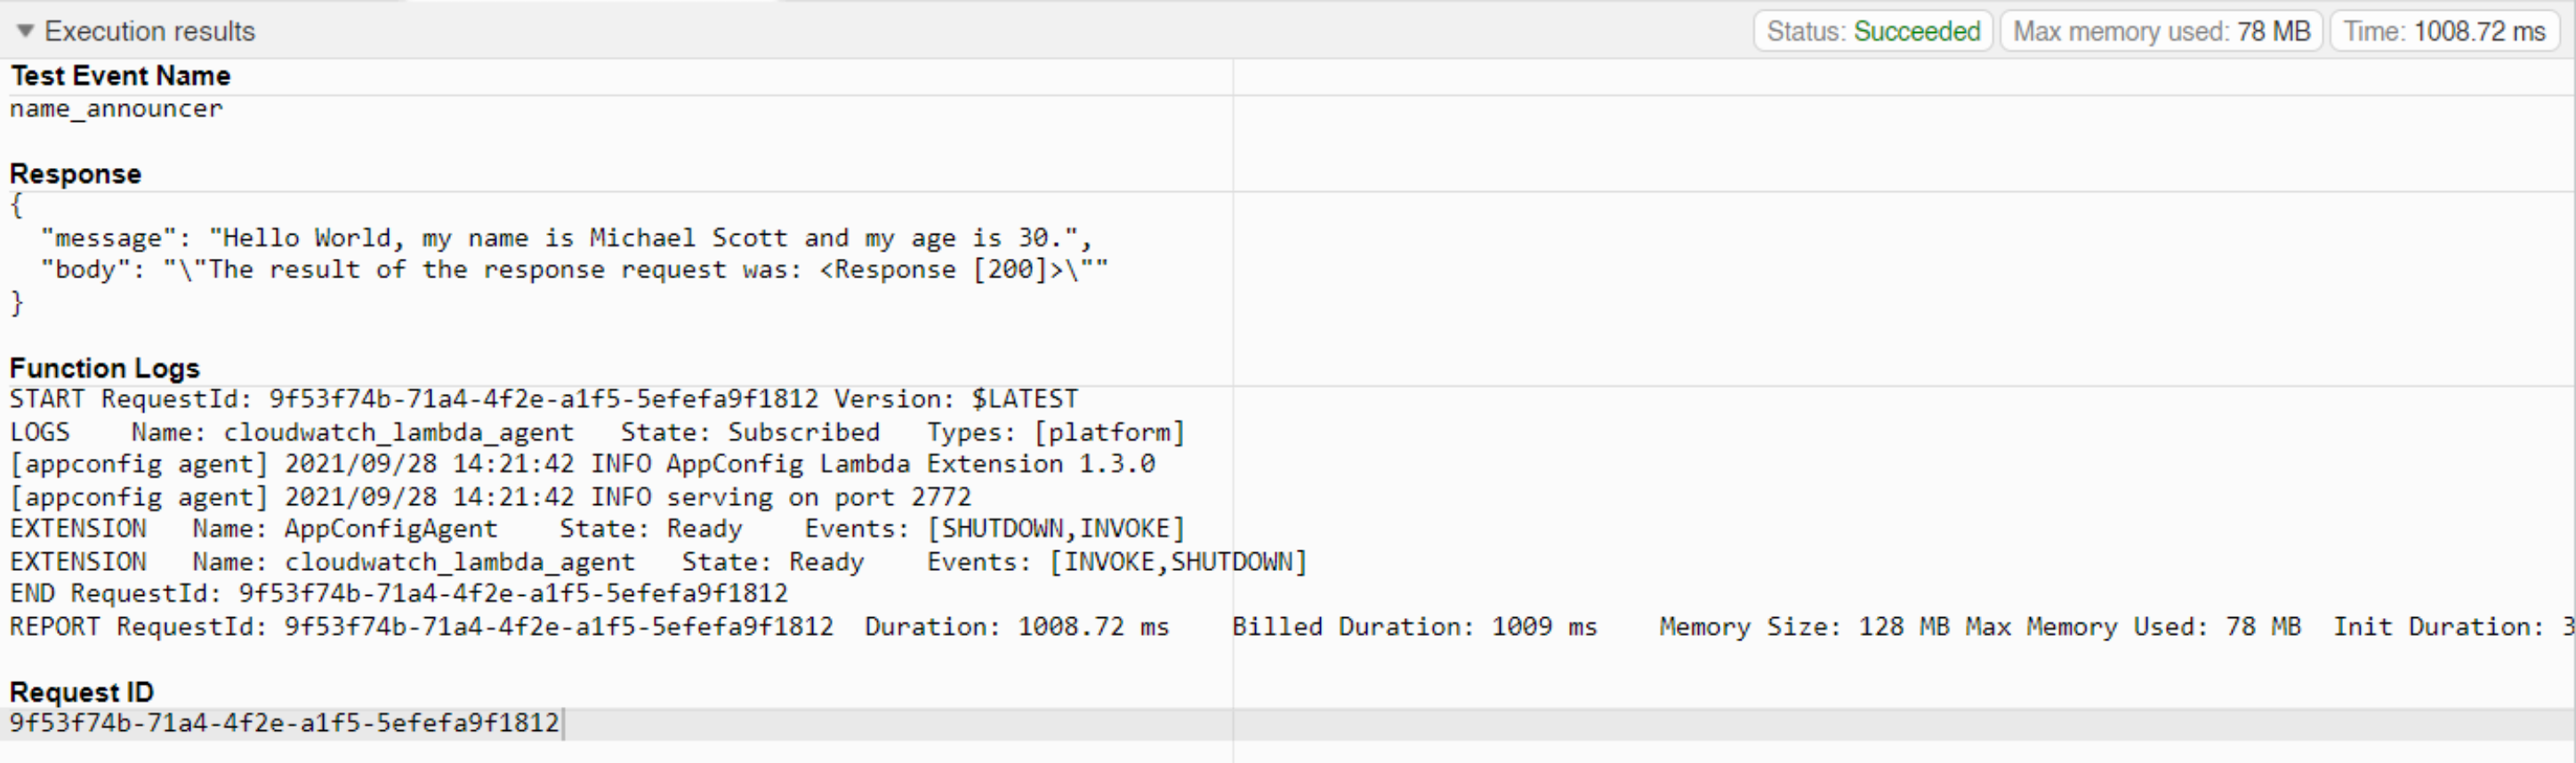 Execution results
Status: Succeeded
Max memory used: 78 MB
Time: 1008.72 ms
Test Event Name
name_announcer
Response
{
  "message": "Hello World, my name is Michael Scott and my age is 30.",
  "body": "\"The result of the response request was: <Response [200]>\""
}
Function Logs
START RequestId: 9f53f74b-71a4-4f2e-a1f5-5efefa9f1812 Version: $LATEST
LOGS    Name: cloudwatch_lambda_agent   State: Subscribed   Types: [platform]
[appconfig agent] 2021/09/28 14:21:42 INFO AppConfig Lambda Extension 1.3.0
[appconfig agent] 2021/09/28 14:21:42 INFO serving on port 2772
EXTENSION   Name: AppConfigAgent    State: Ready    Events: [SHUTDOWN,INVOKE]
EXTENSION   Name: cloudwatch_lambda_agent   State: Ready    Events: [INVOKE,SHUTDOWN]
END RequestId: 9f53f74b-71a4-4f2e-a1f5-5efefa9f1812
REPORT RequestId: 9f53f74b-71a4-4f2e-a1f5-5efefa9f1812  Duration: 1008.72 ms    Billed Duration: 1009 ms    Memory Size: 128 MB Max Memory Used: 78 MB  Init Duration: 3
Request ID
9f53f74b-71a4-4f2e-a1f5-5efefa9f1812